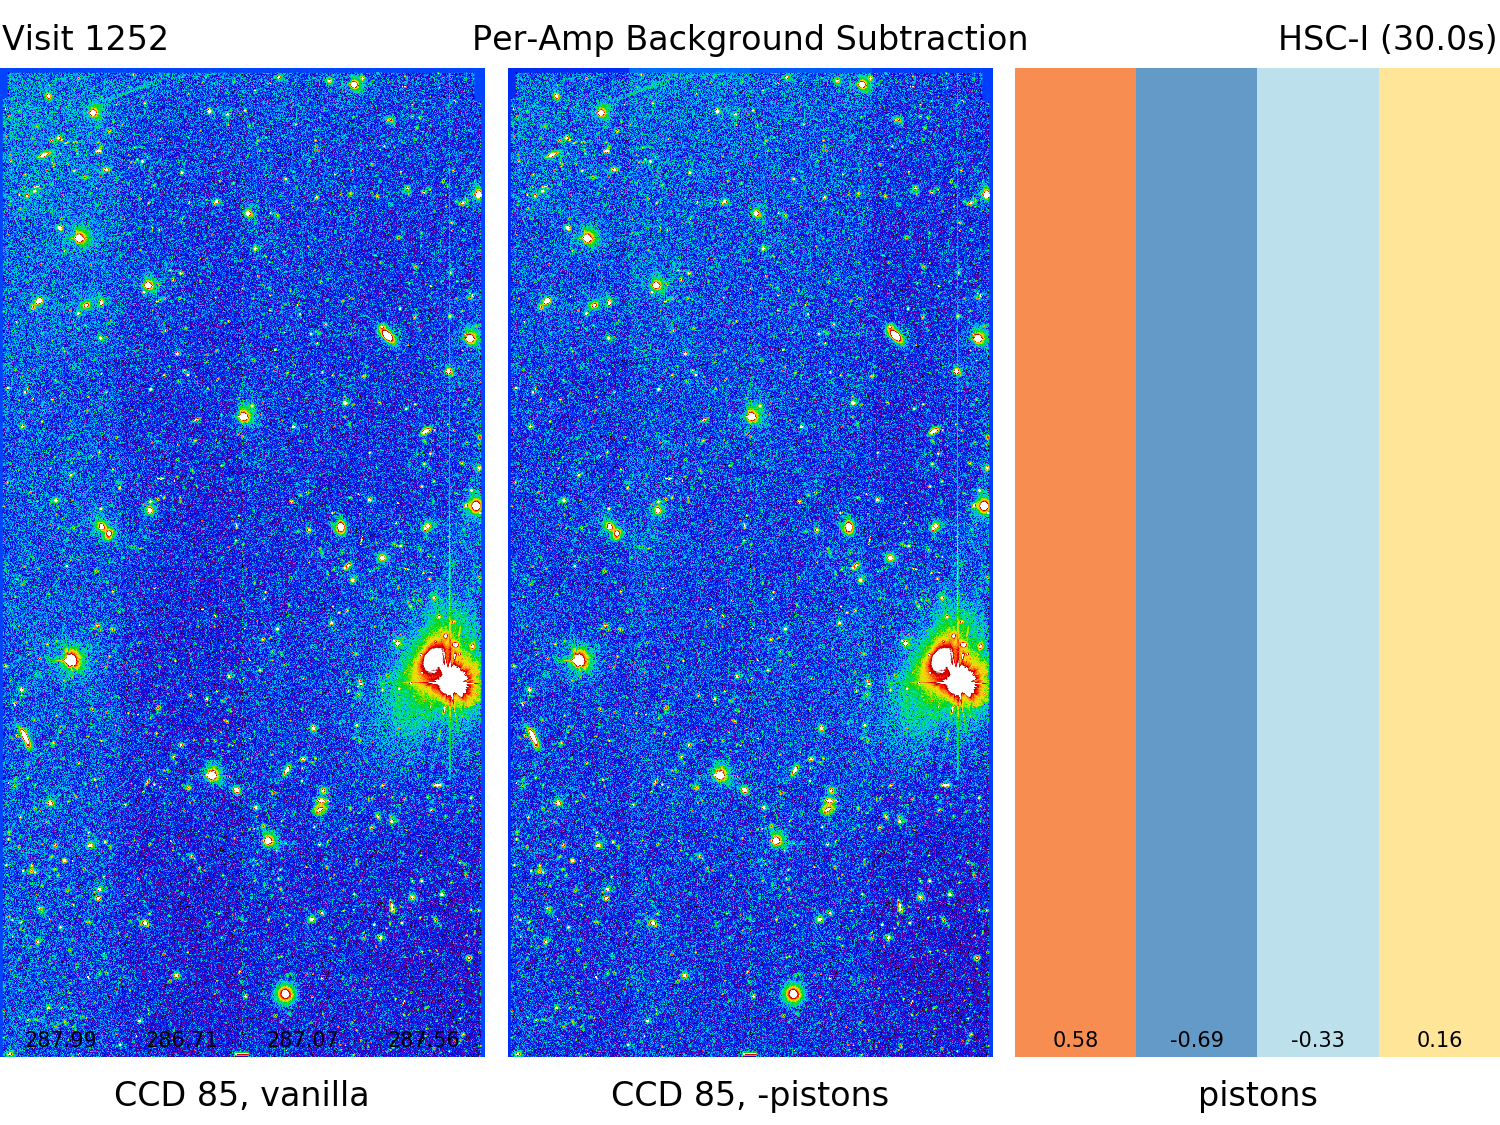 Visit 1252 Per-Amp Background Subtraction HSC-I (30.0s)
287.99 286.71 287.07 287.56 0.58 -0.69 -0.33 0.16
CCD 85, vanilla CCD 85, -pistons pistons